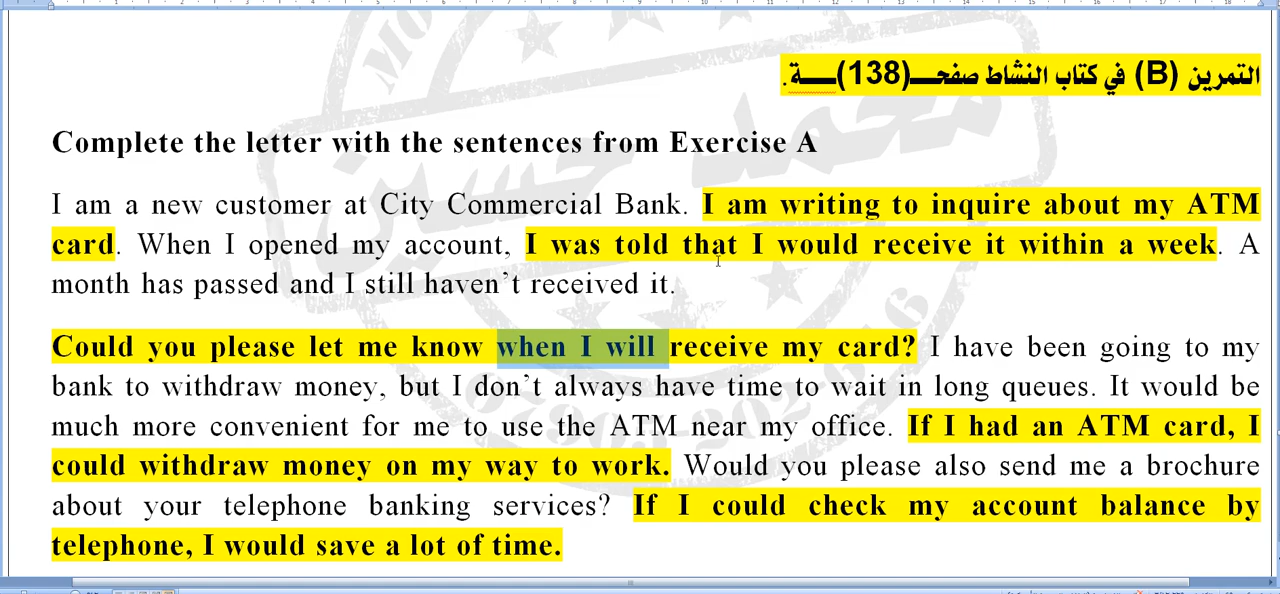 التمرين (B) في كتاب النشاط صفحـــ(138)ـــة.
Complete the letter with the sentences from Exercise A
I am a new customer at City Commercial Bank. I am writing to inquire about my ATM
card. When I opened my account, I was told that I would receive it within a week. A
month has passed and I still haven’t received it.
Could you please let me know when I will receive my card? I have been going to my
bank to withdraw money, but I don’t always have time to wait in long queues. It would be
much more convenient for me to use the ATM near my office. If I had an ATM card, I
could withdraw money on my way to work. Would you please also send me a brochure
about your telephone banking services? If I could check my account balance by
telephone, I would save a lot of time.
محمد حسين